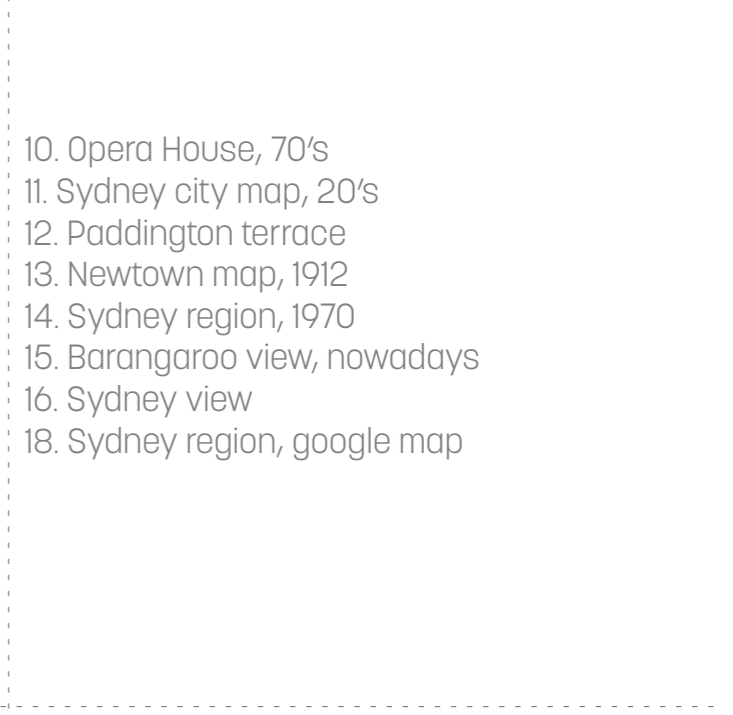 10. Opera House, 70's
11. Sydney city map, 20's
12. Paddington terrace
13. Newtown map, 1912
14. Sydney region, 1970
15. Barangaroo view, nowadays
16. Sydney view
18. Sydney region, google map